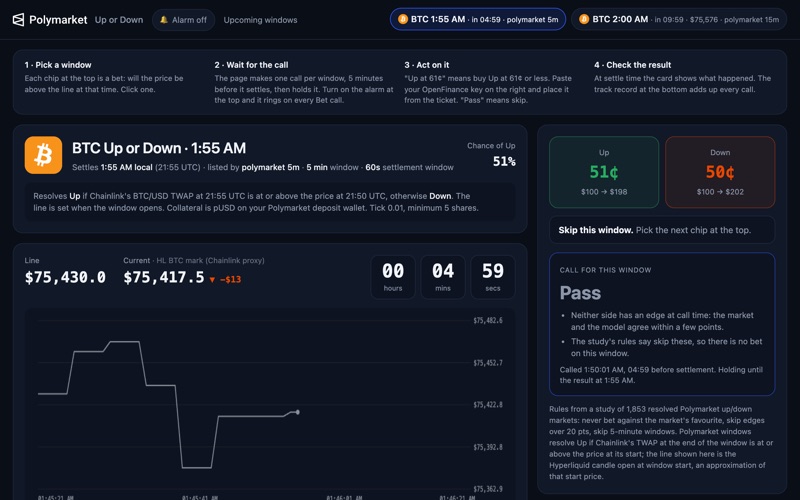 Polymarket Up or Down 🔔 Alarm off Upcoming windows
BTC 1:55 AM · in 04:59 · polymarket 5m
BTC 2:00 AM · in 09:59 · $75,576 · polymarket 15m
1 · Pick a window
Each chip at the top is a bet: will the price be
above the line at that time. Click one.
2 · Wait for the call
The page makes one call per window, 5 minutes
before it settles, then holds it. Turn on the alarm at
the top and it rings on every Bet call.
3 · Act on it
"Up at 61¢" means buy Up at 61¢ or less. Paste
your OpenFinance key on the right and place it
from the ticket. "Pass" means skip.
4 · Check the result
At settle time the card shows what happened. The
track record at the bottom adds up every call.
BTC Up or Down · 1:55 AM
Settles 1:55 AM local (21:55 UTC) · listed by polymarket 5m · 5 min window · 60s settlement window
Chance of Up
51%
Resolves Up if Chainlink's BTC/USD TWAP at 21:55 UTC is at or above the price at 21:50 UTC, otherwise Down. The
line is set when the window opens. Collateral is pUSD on your Polymarket deposit wallet. Tick 0.01, minimum 5 shares.
Line
$75,430.0
Current · HL BTC mark (Chainlink proxy)
$75,417.5 ▼ −$13
00
hours
04
mins
59
secs
$75,482.6
$75,452.7
$75,422.8
$75,392.8
$75,362.9
01:45:21 AM 01:45:41 AM 01:46:01 AM 01:46:21 AM
Up
51¢
$100 → $198
Down
50¢
$100 → $202
Skip this window. Pick the next chip at the top.
CALL FOR THIS WINDOW
Pass
• Neither side has an edge at call time: the market
and the model agree within a few points.
• The study's rules say skip these, so there is no bet
on this window.
Called 1:50:01 AM, 04:59 before settlement. Holding until
the result at 1:55 AM.
Rules from a study of 1,853 resolved Polymarket up/down
markets: never bet against the market's favourite, skip edges
over 20 pts, skip 5-minute windows. Polymarket windows
resolve Up if Chainlink's TWAP at the end of the window is at or
above the price at its start; the line shown here is the
Hyperliquid candle open at window start, an approximation of
that start price.